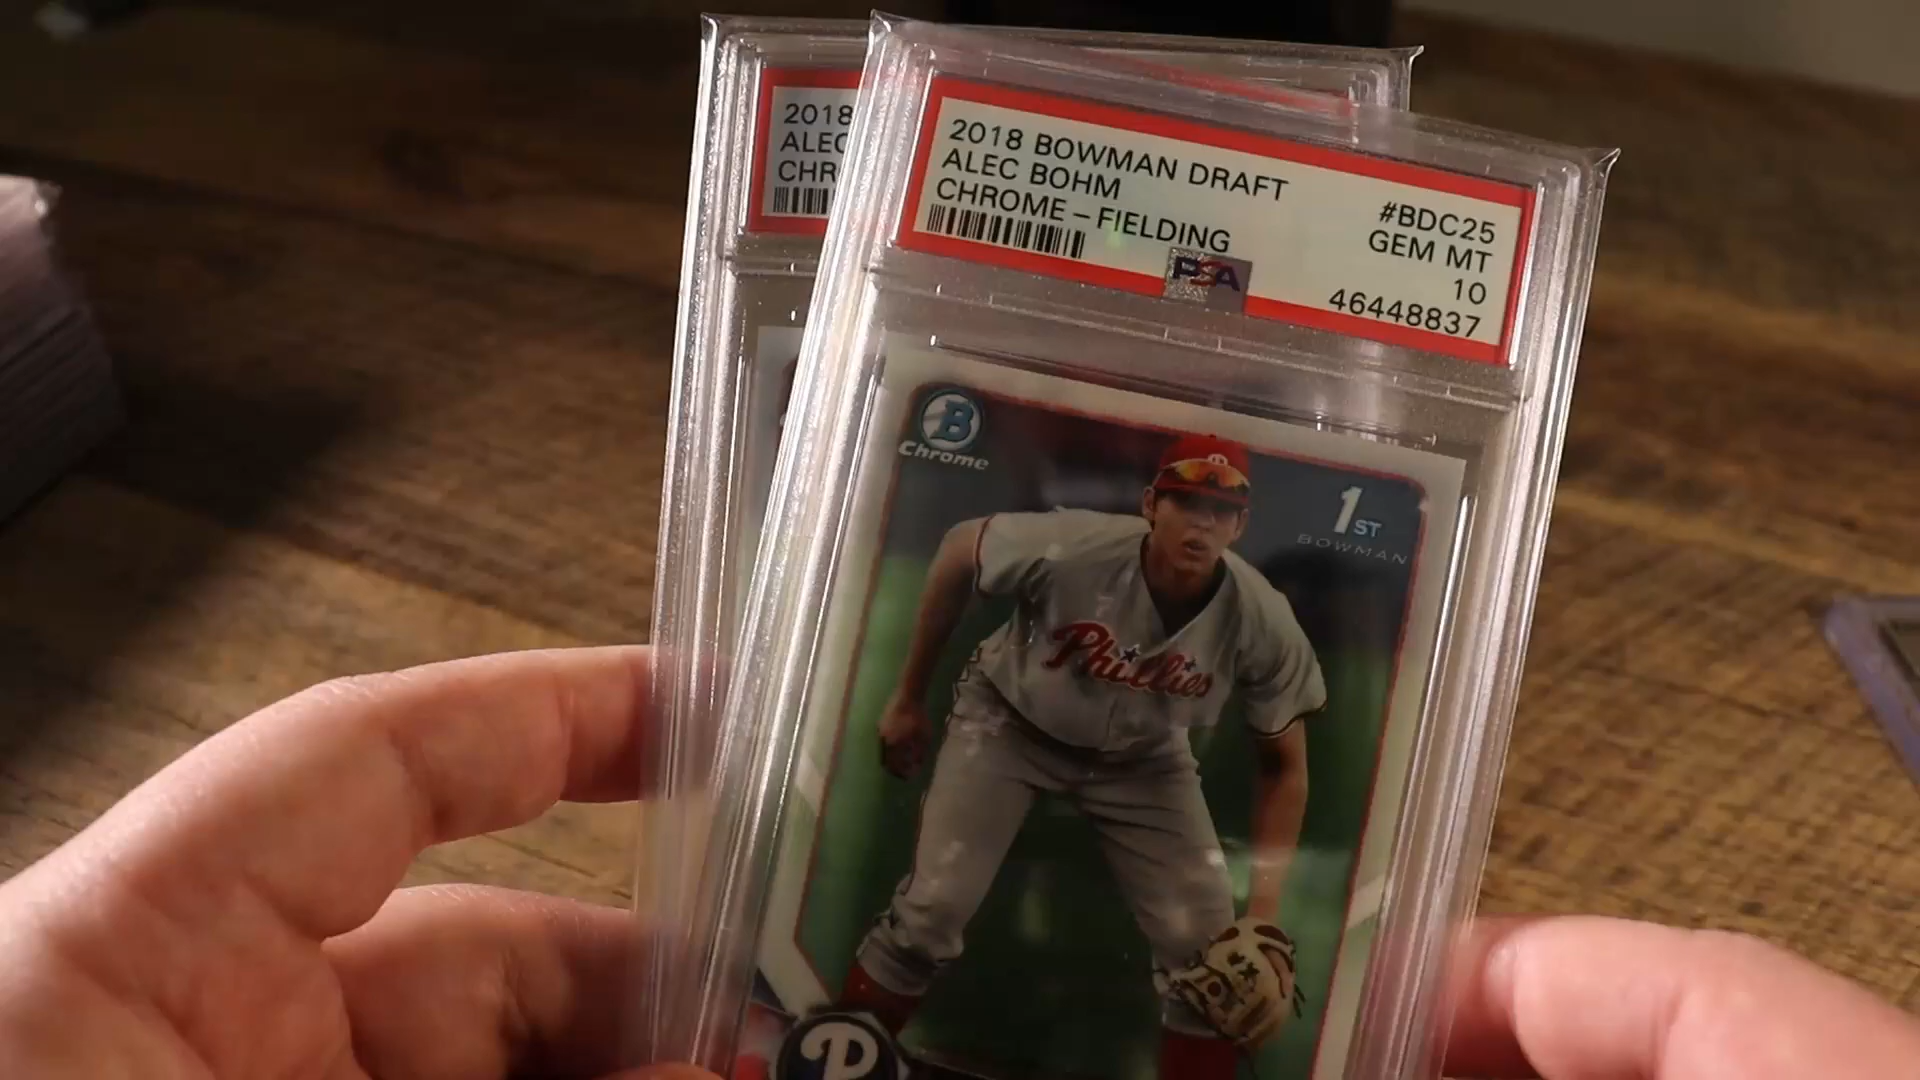 2018
ALEC
CHR
2018 BOWMAN DRAFT
ALEC BOHM
CHROME – FIELDING
#BDC25
GEM MT
10
46448837
PSA
B
Chrome
1ST
BOWMAN
Phillies
P